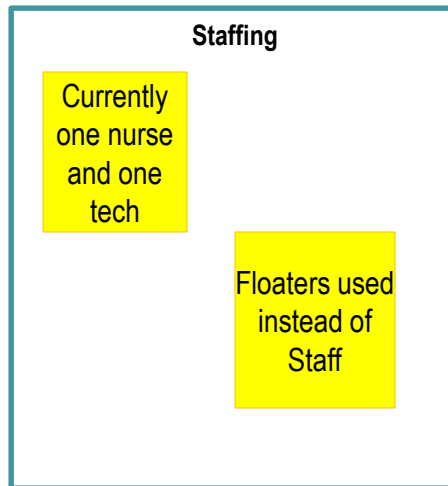 Staffing
Currently
one nurse
and one
tech
Floaters used
instead of
Staff